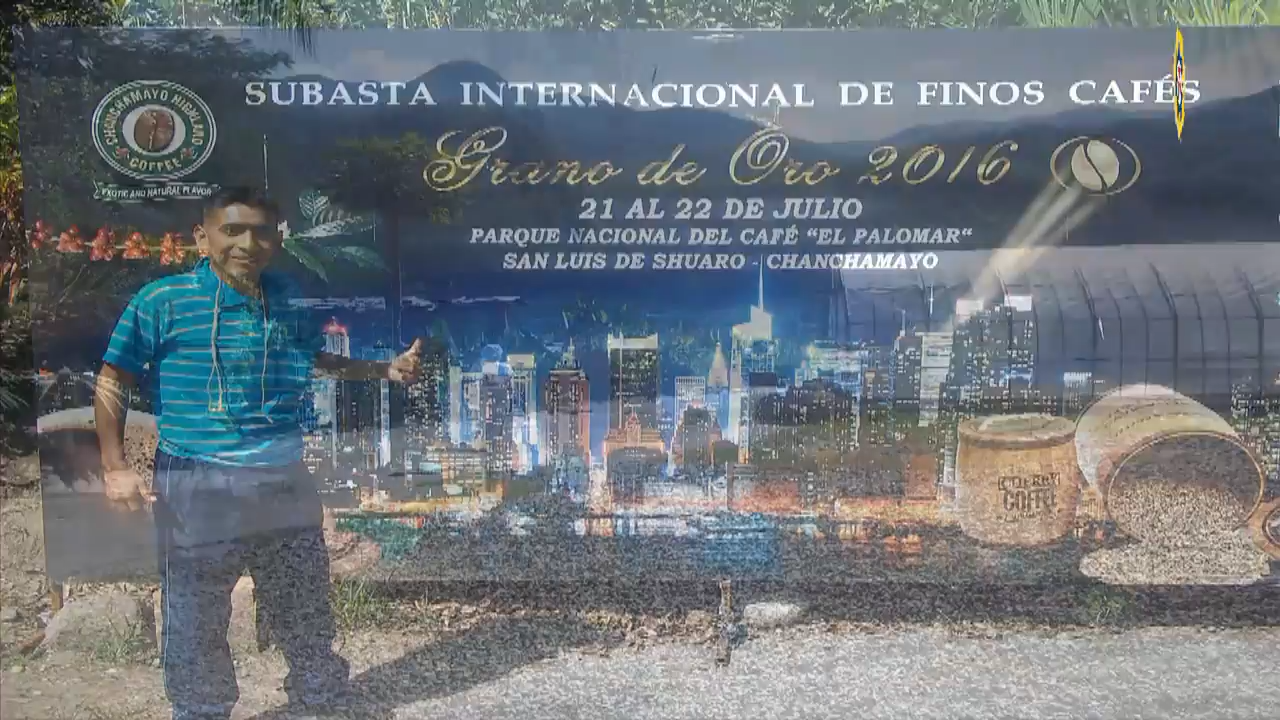 SUBASTA INTERNACIONAL DE FINOS CAFÉS
CHANCHAMAYO HIGHLAND
COFFEE
EXOTIC AND NATURAL FLAVOR
Grano de Oro 2016
21 AL 22 DE JULIO
PARQUE NACIONAL DEL CAFÉ “EL PALOMAR“
SAN LUIS DE SHUARO - CHANCHAMAYO
COFFEE